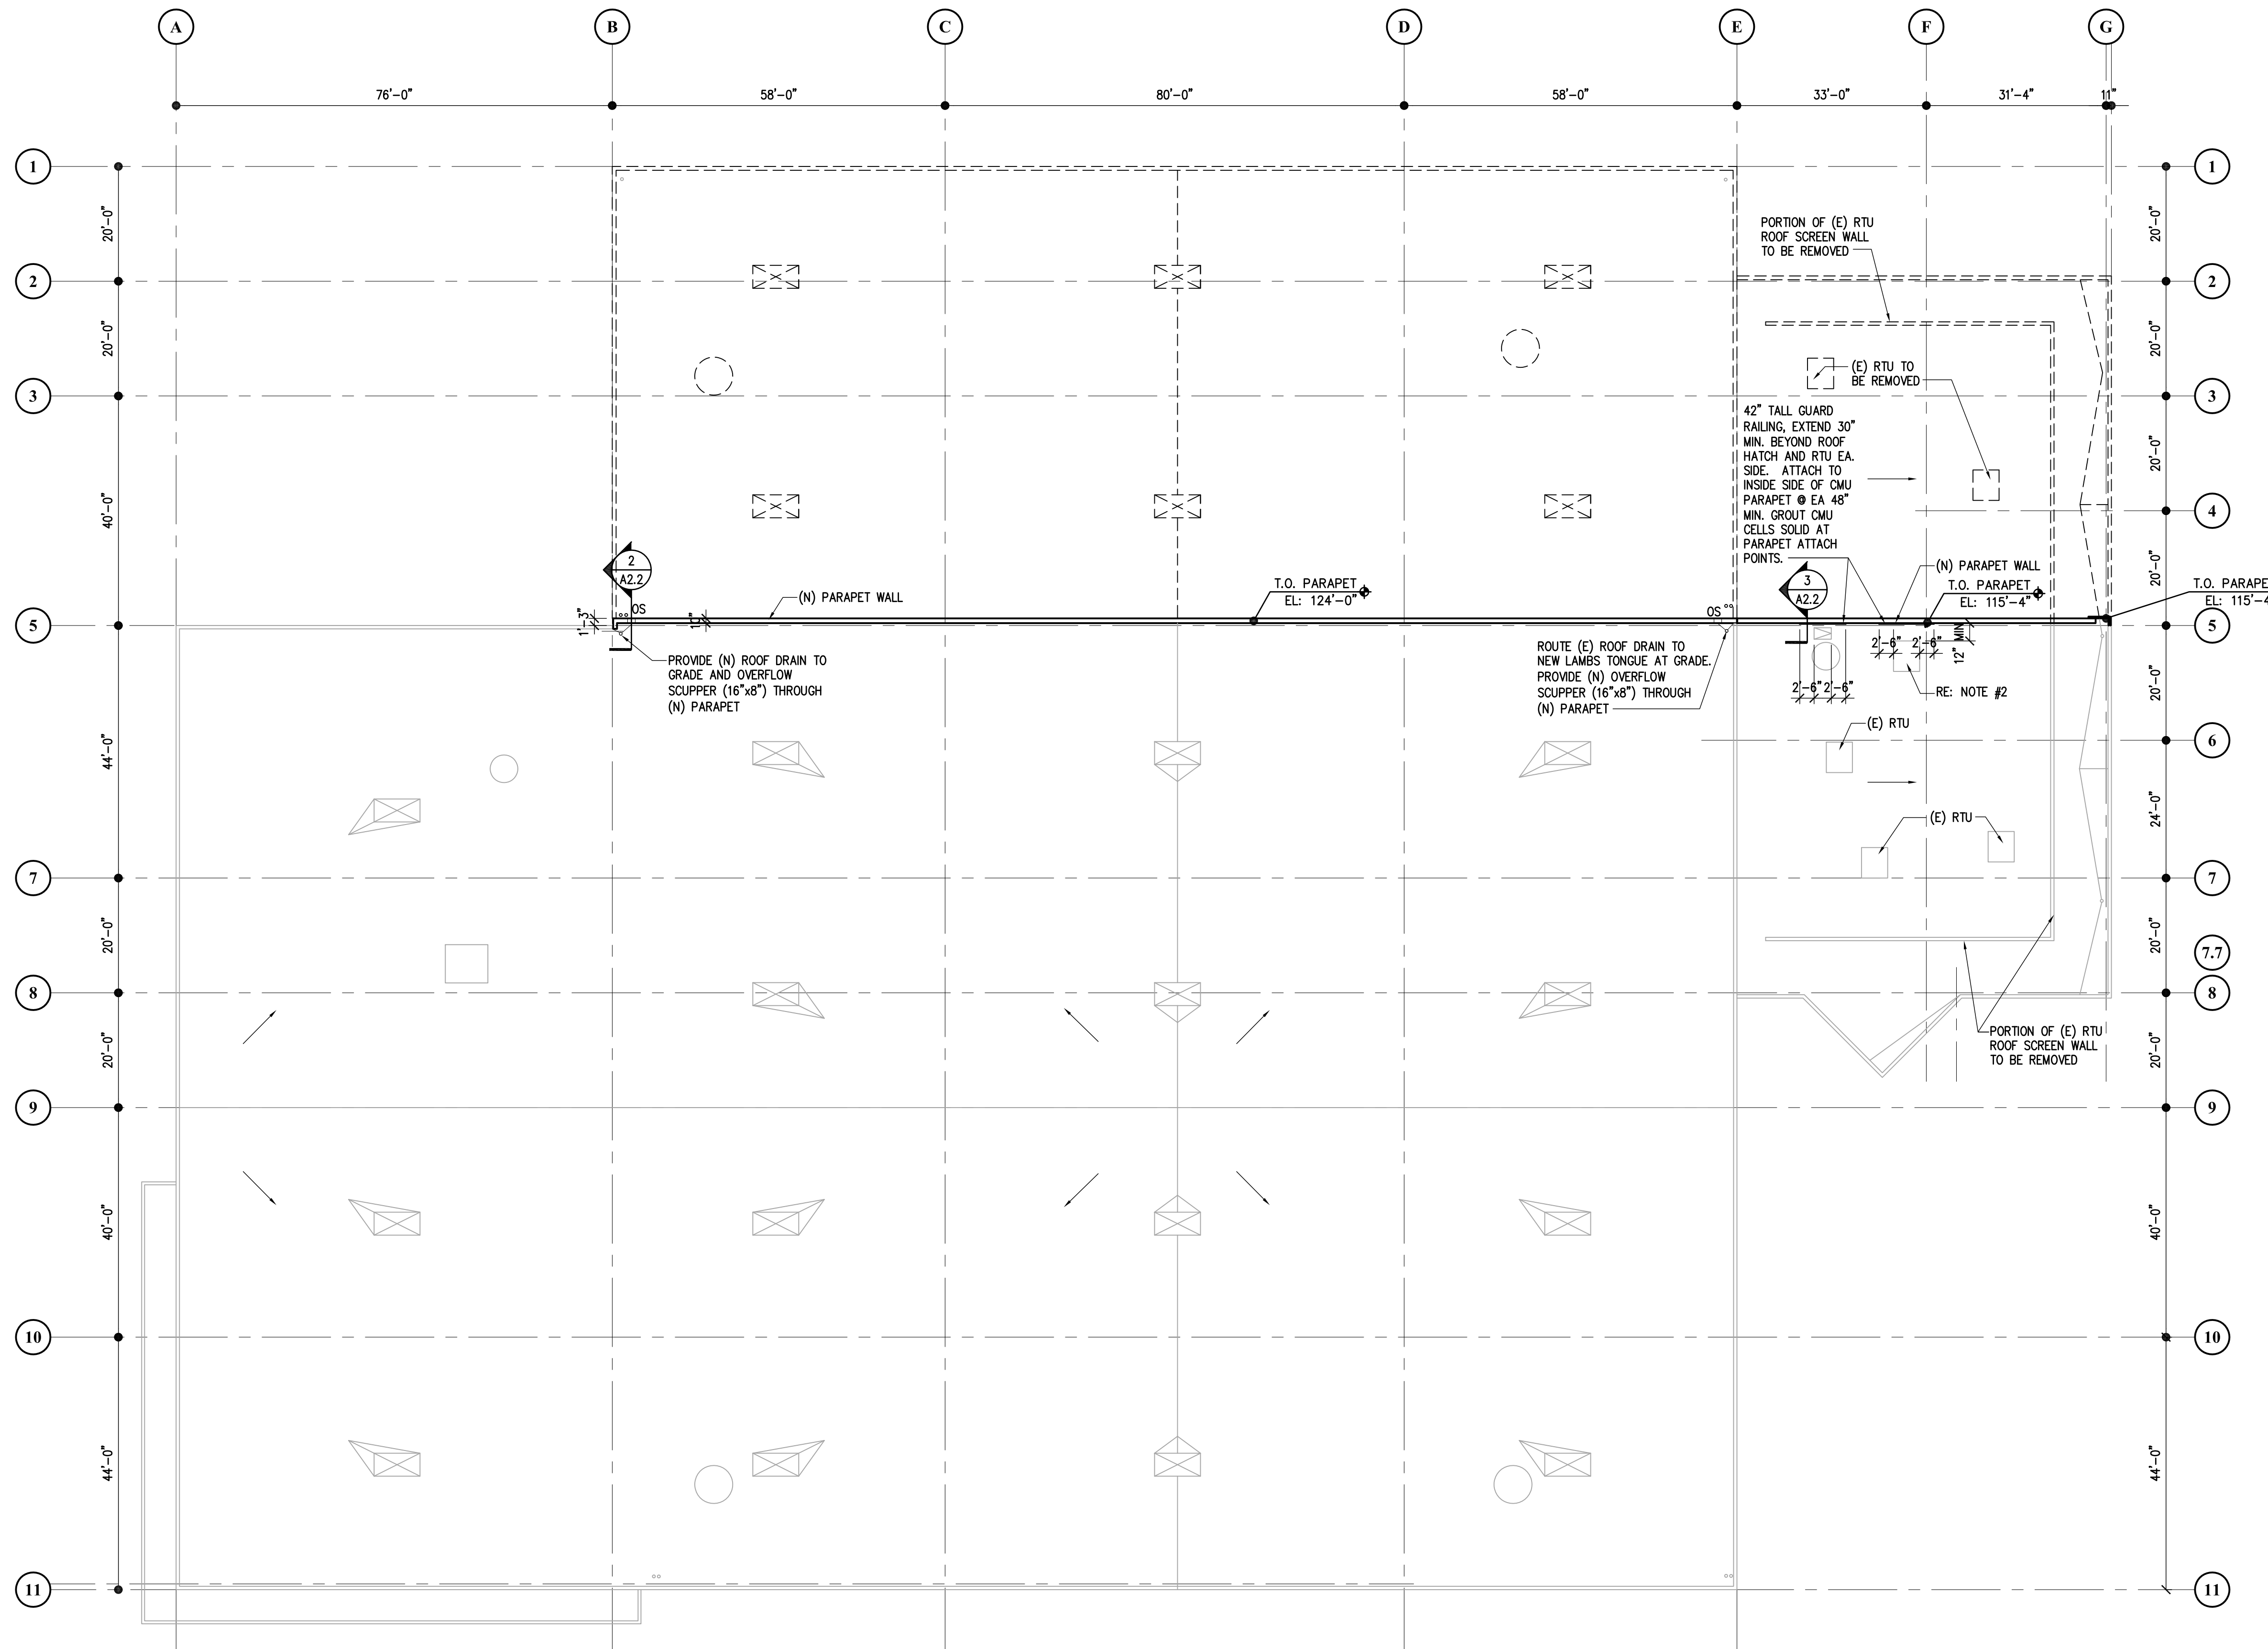 A
B
C
D
E
F
G
76'-0"
58'-0"
80'-0"
58'-0"
33'-0"
31'-4"
11"
1
1
20'-0"
20'-0"
PORTION OF (E) RTU
ROOF SCREEN WALL
TO BE REMOVED
2
2
20'-0"
20'-0"
(E) RTU TO
BE REMOVED
3
3
42" TALL GUARD
RAILING, EXTEND 30"
MIN. BEYOND ROOF
HATCH AND RTU EA.
SIDE. ATTACH TO
INSIDE SIDE OF CMU
PARAPET @ EA 48"
MIN. GROUT CMU
CELLS SOLID AT
PARAPET ATTACH
POINTS.
40'-0"
20'-0"
4
20'-0"
2
A2.2
3
A2.2
OS
(N) PARAPET WALL
T.O. PARAPET
EL: 124'-0"
OS
(N) PARAPET WALL
T.O. PARAPET
EL: 115'-4"
T.O. PARAPE
EL: 115'-4
5
1'-3"
5
PROVIDE (N) ROOF DRAIN TO
GRADE AND OVERFLOW
SCUPPER (16"x8") THROUGH
(N) PARAPET
ROUTE (E) ROOF DRAIN TO
NEW LAMBS TONGUE AT GRADE.
PROVIDE (N) OVERFLOW
SCUPPER (16"x8") THROUGH
(N) PARAPET
2'-6"
2'-6"
12" MIN
2'-6"
2'-6"
RE: NOTE #2
20'-0"
44'-0"
(E) RTU
6
(E) RTU
24'-0"
7
7
20'-0"
20'-0"
7.7
8
8
20'-0"
PORTION OF (E) RTU
ROOF SCREEN WALL
TO BE REMOVED
20'-0"
9
9
40'-0"
40'-0"
10
10
44'-0"
44'-0"
11
11